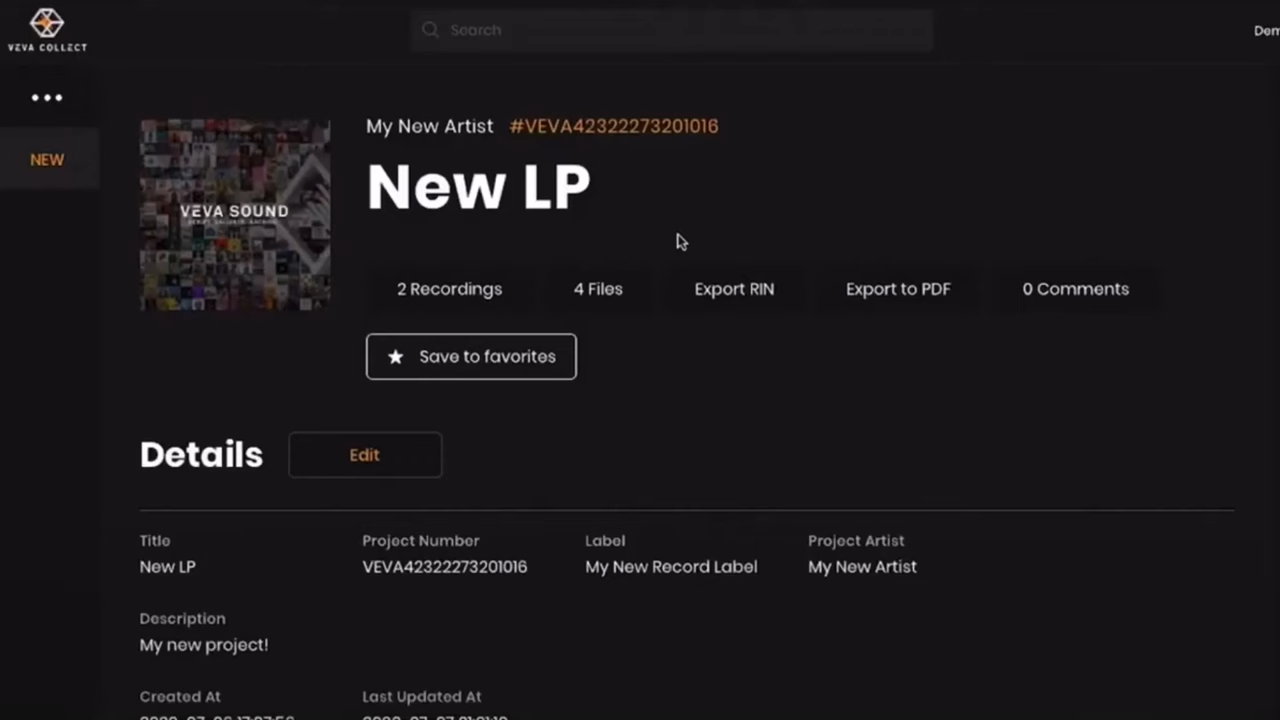 VEVA COLLECT
Search
NEW
VEVA SOUND
My New Artist #VEVA42322273201016
New LP
2 Recordings 4 Files Export RIN Export to PDF 0 Comments
Save to favorites
Details Edit
Title Project Number Label Project Artist
New LP VEVA42322273201016 My New Record Label My New Artist
Description
My new project!
Created At Last Updated At